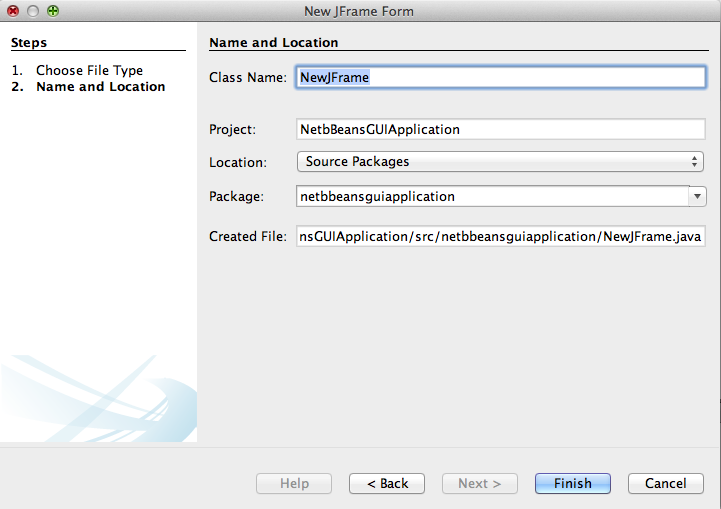 New JFrame Form
Steps
1. Choose File Type
2. Name and Location
Name and Location
Class Name: NewJFrame
Project: NetbBeansGUIApplication
Location: Source Packages
Package: netbbeansguiapplication
Created File: nsGUIApplication/src/netbbeansguiapplication/NewJFrame.java
Help < Back Next > Finish Cancel